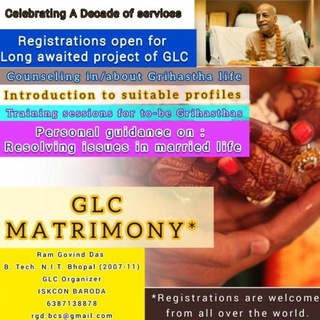 Celebrating A Decade of services
Registrations open for
Long awaited project of GLC
Counseling in/about Grihastha life
Introduction to suitable profiles
Training sessions for to-be Grihasthas
Personal guidance on :
Resolving issues in married life
GLC
MATRIMONY*
Ram Govind Das
B. Tech. N.I.T. Bhopal (2007-11)
GLC Organizer
ISKCON BARODA
6387138878
rgd.bcs@gmail.com
*Registrations are welcome
from all over the world.